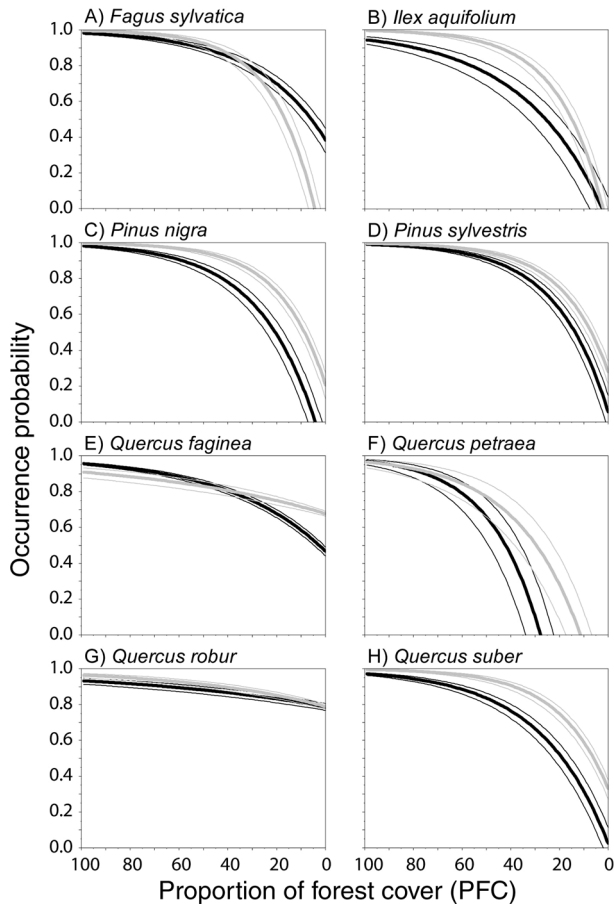 A) Fagus sylvatica
B) Ilex aquifolium
1.0
0.8
0.6
0.4
0.2
0.0
C) Pinus nigra
D) Pinus sylvestris
1.0
0.8
0.6
0.4
0.2
0.0
E) Quercus faginea
F) Quercus petraea
1.0
0.8
0.6
0.4
0.2
0.0
G) Quercus robur
H) Quercus suber
1.0
0.8
0.6
0.4
0.2
0.0
Occurrence probability
100 80 60 40 20 0
100 80 60 40 20 0
Proportion of forest cover (PFC)